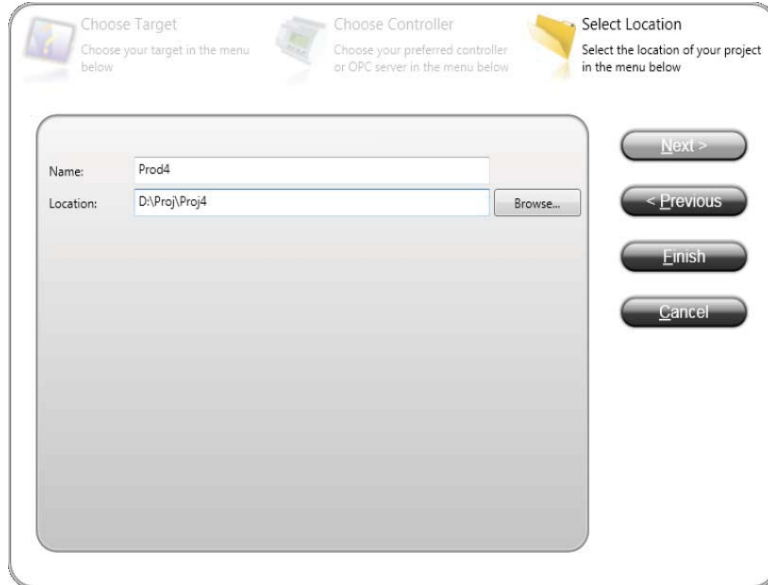 Choose Target
Choose your target in the menu
below
Choose Controller
Choose your preferred controller
or OPC server in the menu below
Select Location
Select the location of your project
in the menu below
Name:
Prod4
Location:
D:\Proj\Proj4
Browse...
Next >
< Previous
Finish
Cancel